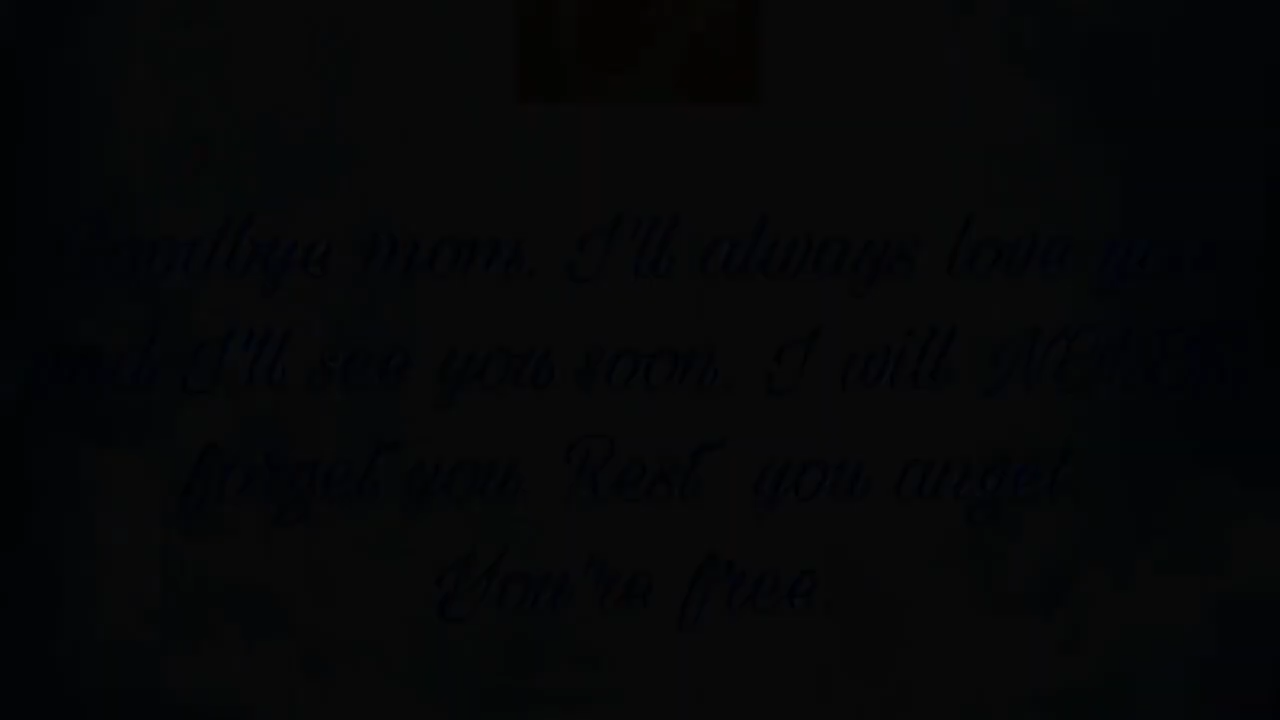 Goodbye mom. I'll always love you
and I'll see you soon. I will NEVER
forget you. Rest you angel
You're free